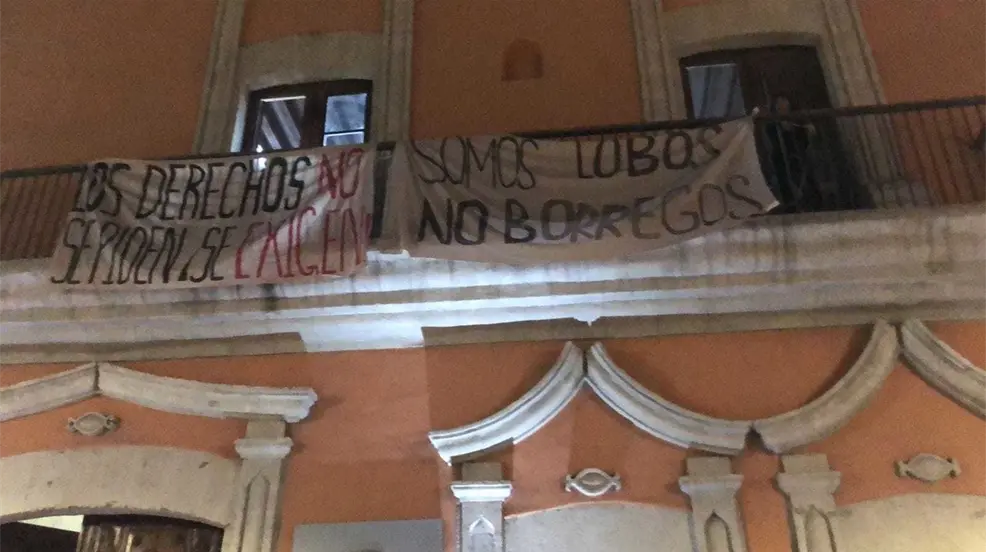 LOS DERECHOS NO
SE PIDEN, SE EXIGEN!
SOMOS LOBOS
NO BORREGOS